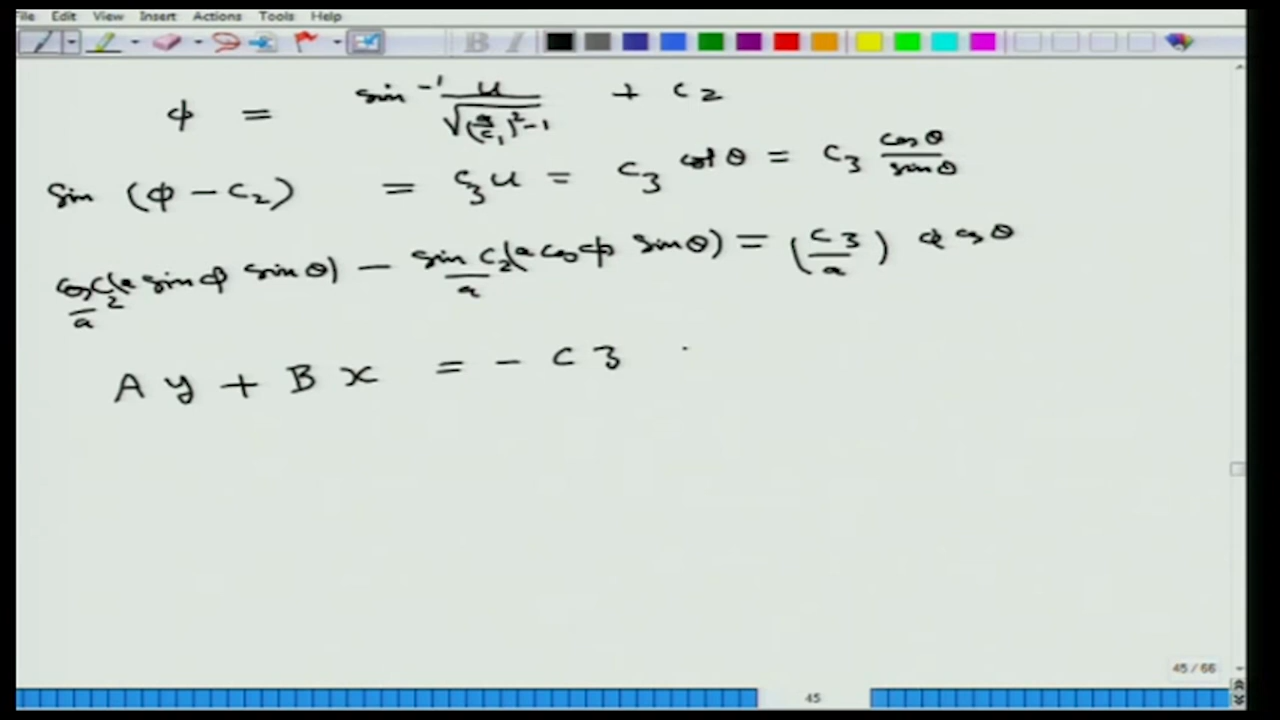 File Edit View Insert Actions Tools Help
B I
φ = sin⁻¹ u / √((a/c₁)² − 1) + c₂
sin (φ − c₂) = c₃ u = c₃ cot θ = c₃ cos θ / sin θ
cos c₂/a (a sin φ sin θ) − sin c₂/a (a cos φ sin θ) = (c₃/a) a cos θ
A y + B x = − c 3
45 / 66
45